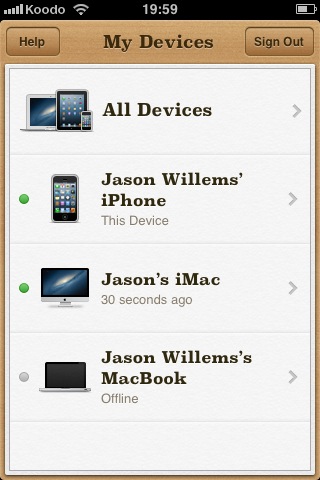 Koodo 19:59
Help My Devices Sign Out
All Devices
Jason Willems’
iPhone
This Device
Jason’s iMac
30 seconds ago
Jason Willems’s
MacBook
Offline